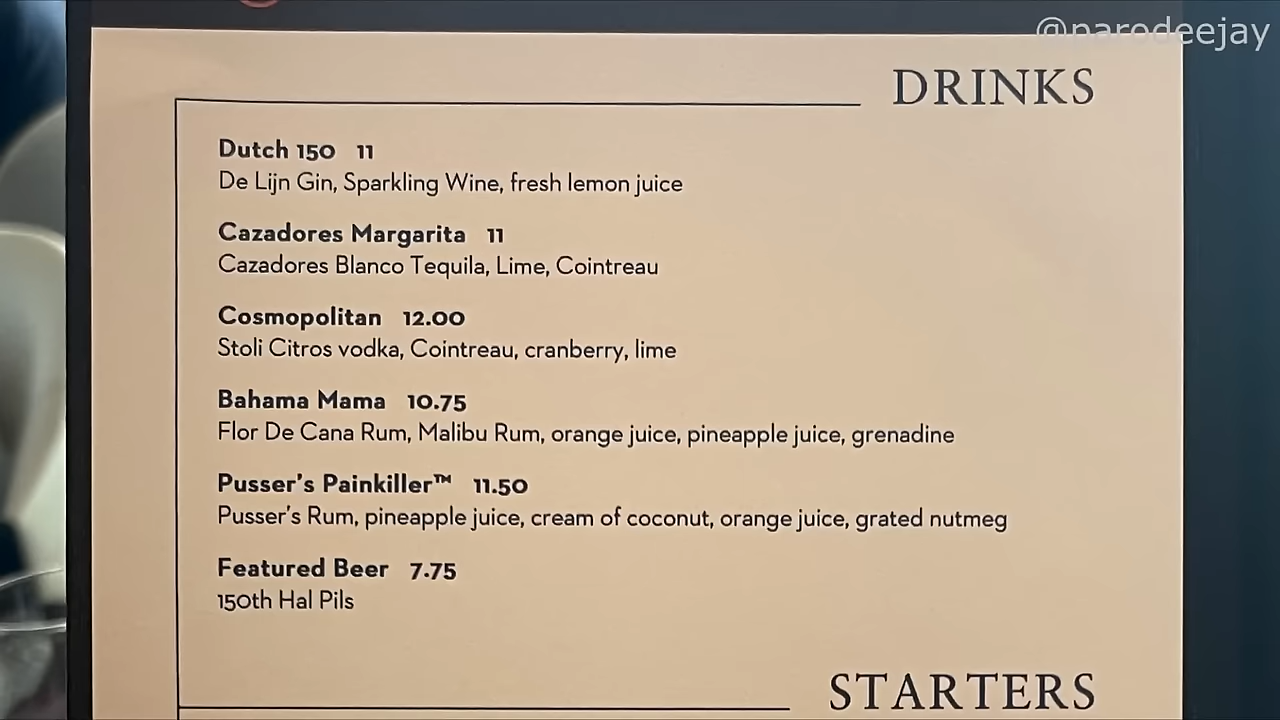 @narodeejay
DRINKS
Dutch 150 11
De Lijn Gin, Sparkling Wine, fresh lemon juice
Cazadores Margarita 11
Cazadores Blanco Tequila, Lime, Cointreau
Cosmopolitan 12.00
Stoli Citros vodka, Cointreau, cranberry, lime
Bahama Mama 10.75
Flor De Cana Rum, Malibu Rum, orange juice, pineapple juice, grenadine
Pusser's Painkiller™ 11.50
Pusser's Rum, pineapple juice, cream of coconut, orange juice, grated nutmeg
Featured Beer 7.75
150th Hal Pils
STARTERS